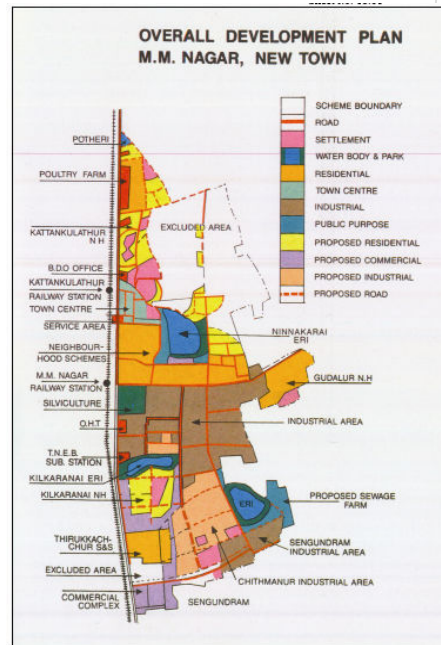 OVERALL DEVELOPMENT PLAN
M.M. NAGAR, NEW TOWN
SCHEME BOUNDARY
ROAD
SETTLEMENT
WATER BODY & PARK
RESIDENTIAL
TOWN CENTRE
INDUSTRIAL
PUBLIC PURPOSE
PROPOSED RESIDENTIAL
PROPOSED COMMERCIAL
PROPOSED INDUSTRIAL
PROPOSED ROAD
POTHERI
POULTRY FARM
KATTANKULATHUR
N H
EXCLUDED AREA
B.D.O OFFICE
KATTANKULATHUR
RAILWAY STATION
TOWN CENTRE
SERVICE AREA
NEIGHBOUR-
HOOD SCHEMES
NINNAKARAI
ERI
M.M. NAGAR
RAILWAY STATION
GUDALUR N.H
SILVICULTURE
INDUSTRIAL AREA
O.H.T
T.N.E.B.
SUB. STATION
KILKARANAI ERI
KILKARANAI NH
ERI
PROPOSED SEWAGE
FARM
THIRUKKACH-
CHUR S&S
SENGUNDRAM
INDUSTRIAL AREA
EXCLUDED AREA
CHITHMANUR INDUSTRIAL AREA
COMMERCIAL
COMPLEX
SENGUNDRAM